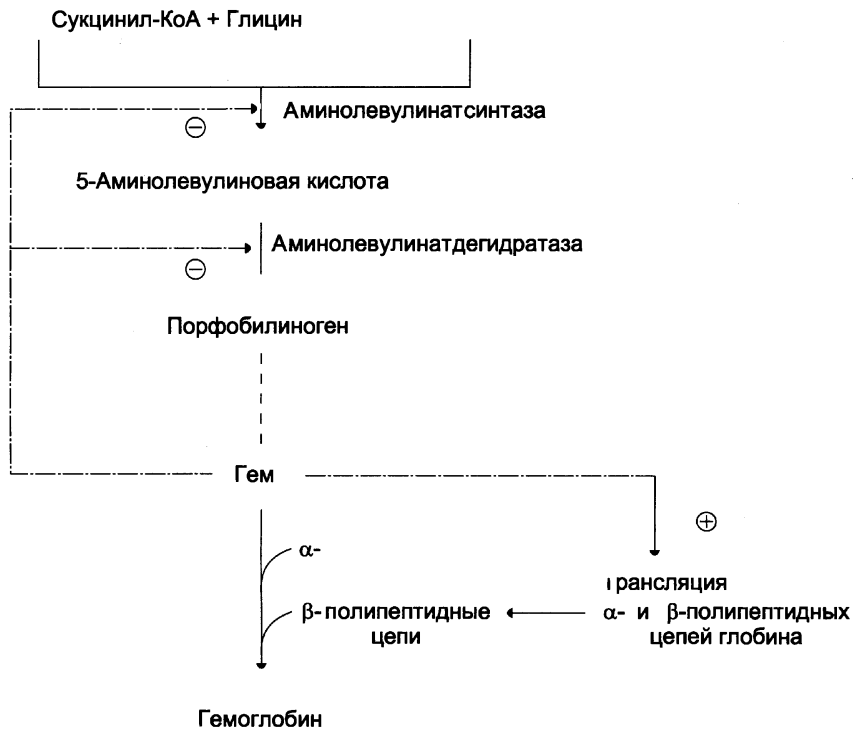 Сукцинил-КоА + Глицин
Аминолевулинатсинтаза
⊖
5-Аминолевулиновая кислота
Аминолевулинатдегидратаза
⊖
Порфобилиноген
Гем
⊕
α-
Трансляция
β-полипептидные
цепи
α- и β-полипептидных
цепей глобина
Гемоглобин